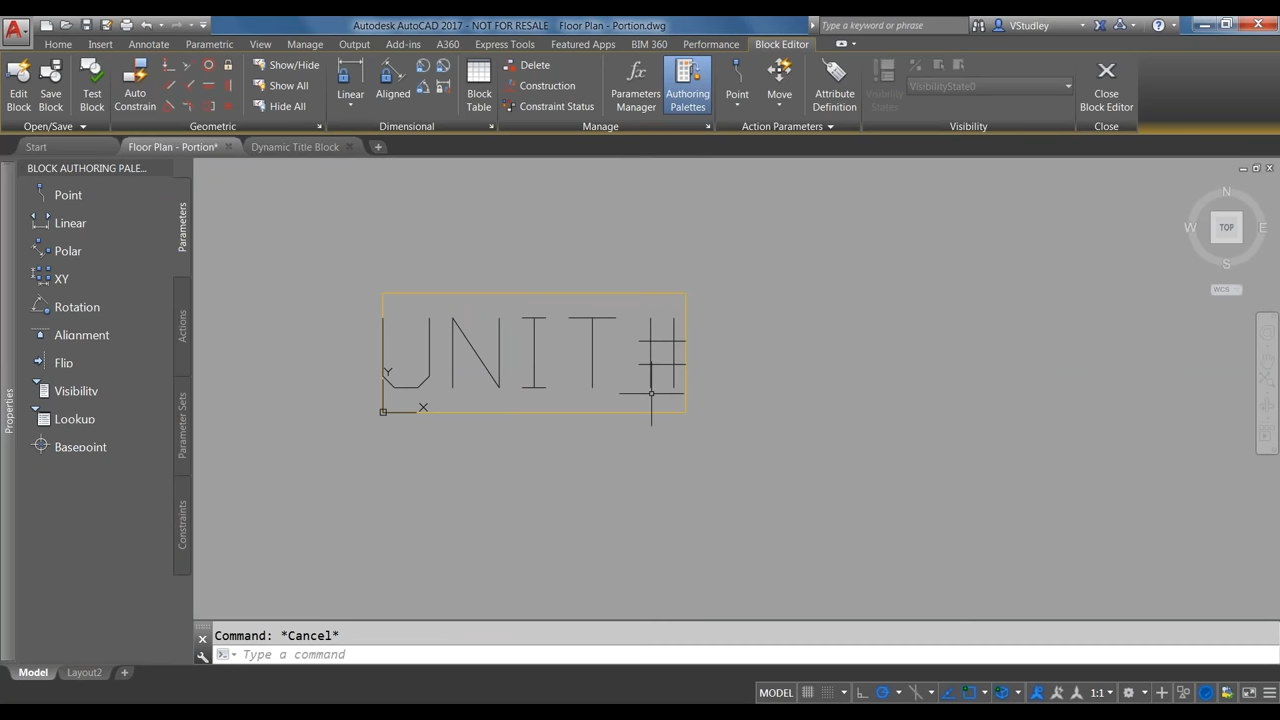 Autodesk AutoCAD 2017 - NOT FOR RESALE Floor Plan - Portion.dwg
Type a keyword or phrase
VStudley
Home Insert Annotate Parametric View Manage Output Add-ins A360 Express Tools Featured Apps BIM 360 Performance Block Editor
Edit Block
Save Block
Test Block
Auto Constrain
Show/Hide
Show All
Hide All
Linear
Aligned
Block Table
Delete
Construction
Constraint Status
Parameters Manager
Authoring Palettes
Point
Move
Attribute Definition
Visibility States
VisibilityState0
Close Block Editor
Open/Save Geometric Dimensional Manage Action Parameters Visibility Close
Start Floor Plan - Portion* Dynamic Title Block
BLOCK AUTHORING PALE...
Point
Linear
Polar
XY
Rotation
Alignment
Flip
Visibility
Lookup
Basepoint
Parameters
Actions
Parameter Sets
Constraints
Properties
UNIT#
Y
X
N
W TOP E
S
WCS
Command: *Cancel*
Type a command
Model Layout2
MODEL 1:1